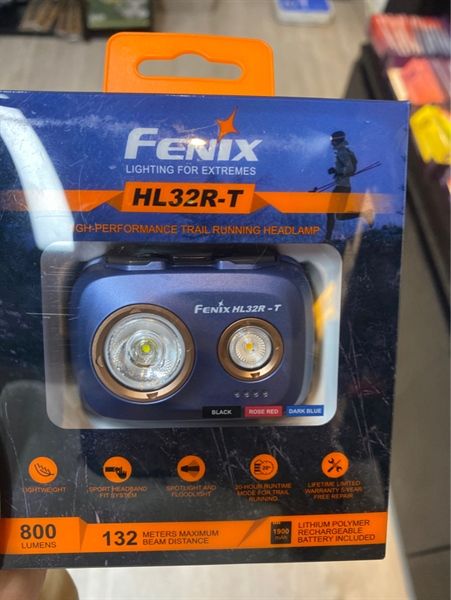 FENIX
LIGHTING FOR EXTREMES
HL32R-T
HIGH-PERFORMANCE TRAIL RUNNING HEADLAMP
FENIX HL32R-T
BLACK ROSE RED DARK BLUE
LIGHTWEIGHT
SPORT HEADBAND
FIT SYSTEM
SPOTLIGHT AND
FLOODLIGHT
20-HOUR RUNTIME
MODE FOR TRAIL
RUNNING
LIFETIME LIMITED
WARRANTY 5-YEAR
FREE REPAIR
800
LUMENS
132 METERS MAXIMUM
BEAM DISTANCE
1900
mAh
LITHIUM POLYMER
RECHARGEABLE
BATTERY INCLUDED